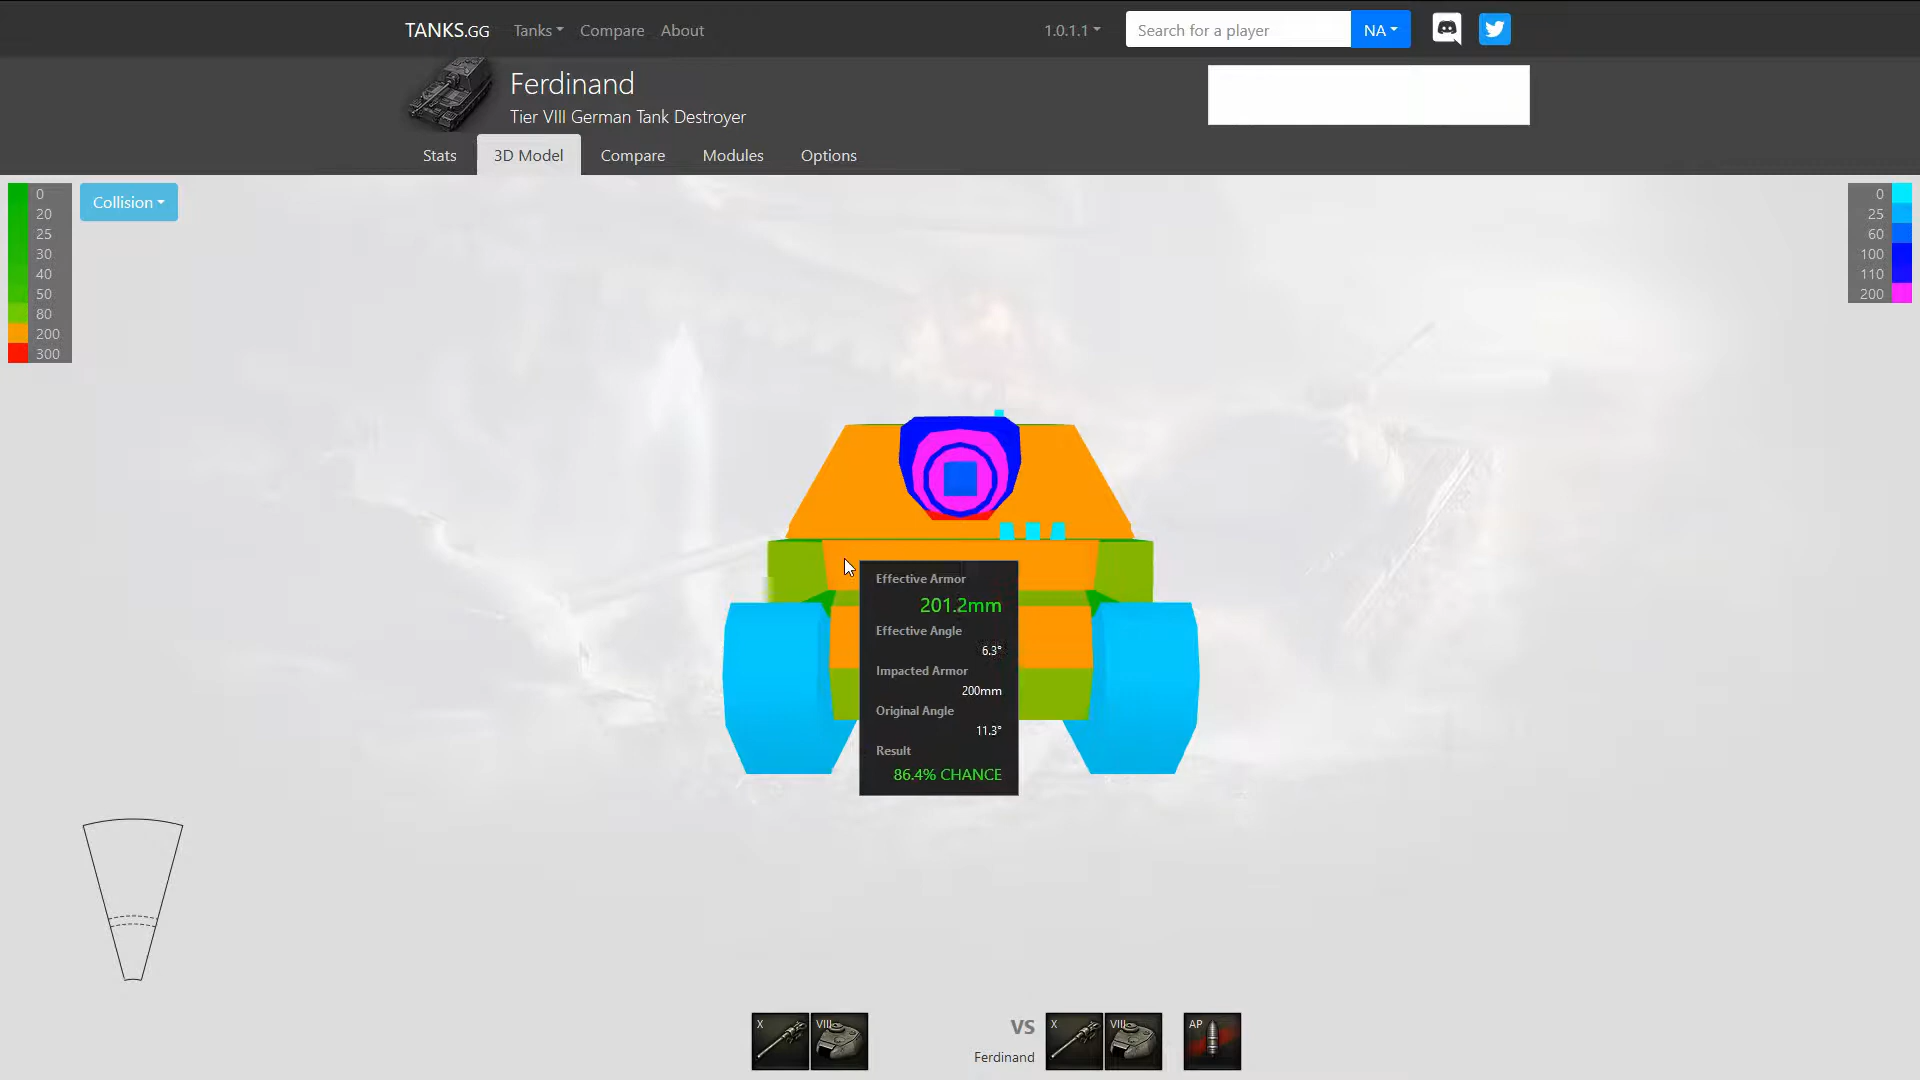 TANKS.GG Tanks Compare About 1.0.1.1 Search for a player NA
Ferdinand
Tier VIII German Tank Destroyer
Stats 3D Model Compare Modules Options
Collision
0
20
25
30
40
50
80
200
300
0
25
60
100
110
200
Effective Armor
201.2mm
Effective Angle
6.3°
Impacted Armor
200mm
Original Angle
11.3°
Result
86.4% CHANCE
X VIII
VS
Ferdinand
X VIII AP